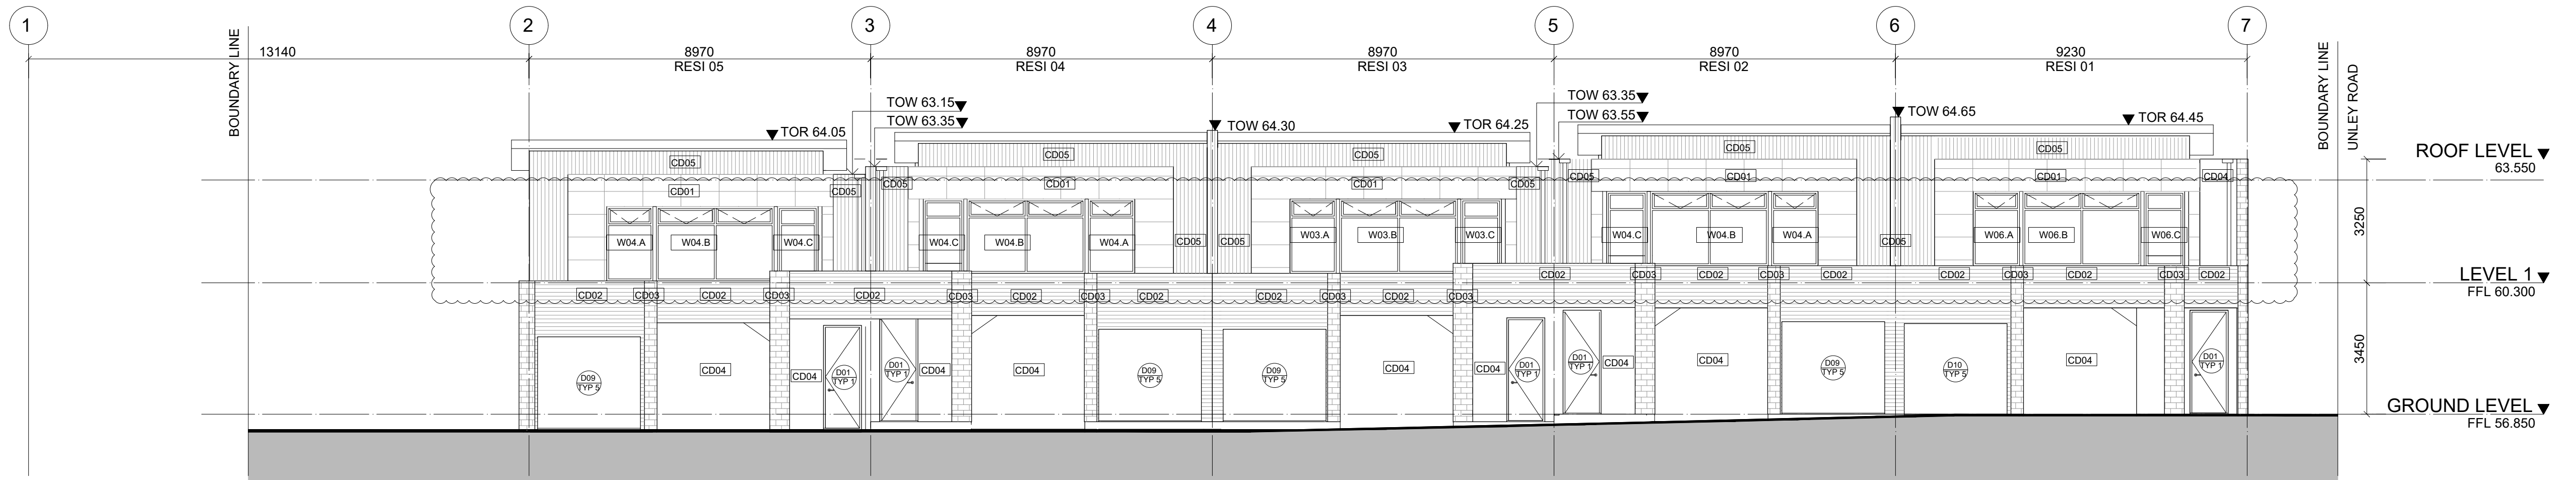 1 2 3 4 5 6 7
BOUNDARY LINE
BOUNDARY LINE
UNLEY ROAD
13140 8970 8970 8970 8970 9230
RESI 05 RESI 04 RESI 03 RESI 02 RESI 01
TOW 63.15 TOW 63.35
TOW 63.35 TOW 63.55
TOR 64.05 TOW 64.30 TOR 64.25 TOW 64.65 TOR 64.45
ROOF LEVEL
63.550
CD05 CD05 CD05 CD05 CD05
CD01 CD05 CD05 CD01 CD01 CD05 CD05 CD01 CD01 CD04
W04.A W04.B W04.C W04.C W04.B W04.A CD05 CD05 W03.A W03.B W03.C W04.C W04.B W04.A CD05 W06.A W06.B W06.C
3250
LEVEL 1
FFL 60.300
CD02 CD03 CD02 CD03 CD02 CD03 CD02 CD03 CD02 CD02 CD03 CD02 CD03 CD02 CD03 CD02 CD03 CD02 CD02 CD03 CD02 CD03 CD02
3450
D09
TYP 5
CD04
CD04
D01
TYP 1
D01
TYP 1
CD04
CD04
D09
TYP 5
D09
TYP 5
CD04
CD04
D01
TYP 1
D01
TYP 1
CD04
CD04
D09
TYP 5
D10
TYP 5
CD04
D01
TYP 1
GROUND LEVEL
FFL 56.850